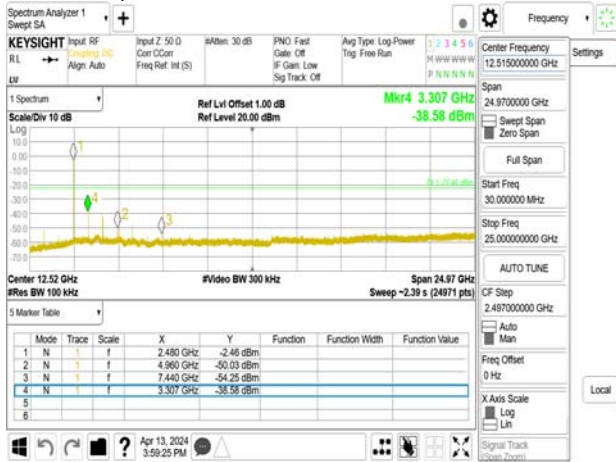 Spectrum Analyzer 1
Swept SA
Frequency
KEYSIGHT Input: RF Input Z: 50 Ω #Atten: 30 dB PNO: Fast Avg Type: Log-Power 1 2 3 4 5 6
RL Coupling: DC Corr CCorr Gate: Off Trig: Free Run M W W W W W
Align: Auto Freq Ref: Int (S) IF Gain: Low
Sig Track: Off P N N N N N
LXI
1 Spectrum
Ref Lvl Offset 1.00 dB Mkr4 3.307 GHz
Scale/Div 10 dB Ref Level 20.00 dBm -38.58 dBm
Log
10.0
0.00
-10.0
-20.0
-30.0
-40.0
-50.0
-60.0
-70.0
1
4
2
3
Center 12.52 GHz #Video BW 300 kHz Span 24.97 GHz
#Res BW 100 kHz Sweep ~2.39 s (24971 pts)
5 Marker Table
Mode Trace Scale X Y Function Function Width Function Value
1 N 1 f 2.480 GHz -2.46 dBm
2 N 1 f 4.960 GHz -50.03 dBm
3 N 1 f 7.440 GHz -54.25 dBm
4 N 1 f 3.307 GHz -38.58 dBm
5
6
Apr 13, 2024
3:59:25 PM
Center Frequency
12.515000000 GHz
Settings
Span
24.9700000 GHz
Swept Span
Zero Span
Full Span
Start Freq
30.000000 MHz
Stop Freq
25.000000000 GHz
AUTO TUNE
CF Step
2.497000000 GHz
Auto
Man
Freq Offset
0 Hz
X Axis Scale
Log
Lin
Local
Signal Track
(Span Zoom)